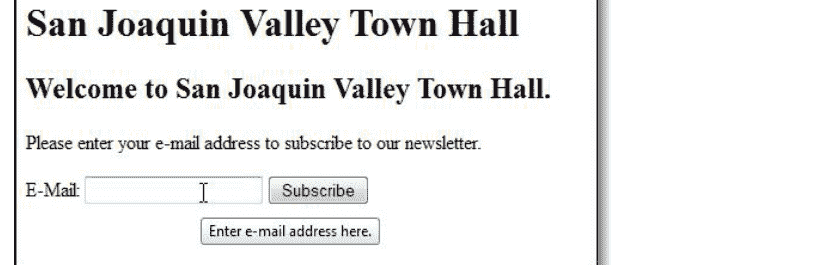 San Joaquin Valley Town Hall
Welcome to San Joaquin Valley Town Hall.
Please enter your e-mail address to subscribe to our newsletter.
E-Mail: Subscribe
Enter e-mail address here.